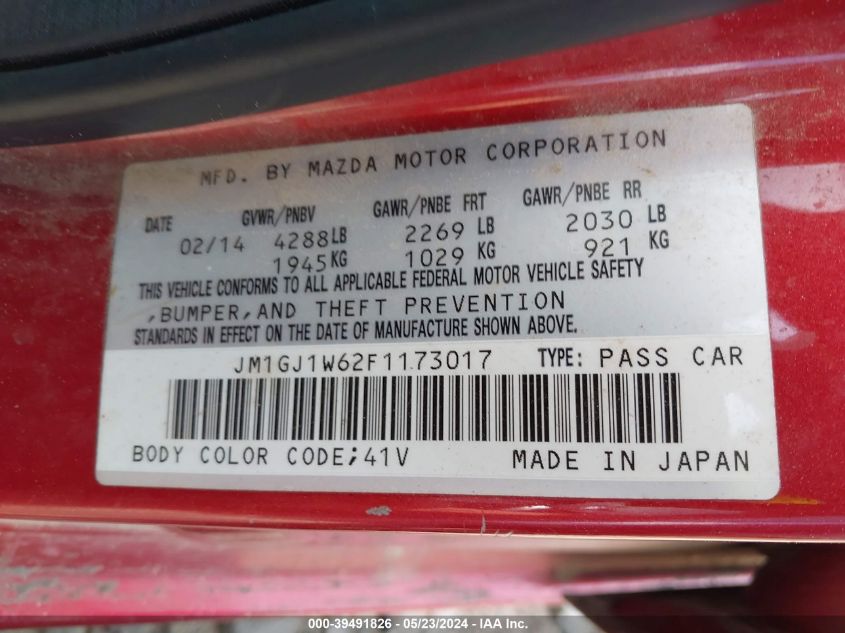 MFD. BY MAZDA MOTOR CORPORATION
DATE GVWR/PNBV GAWR/PNBE FRT GAWR/PNBE RR
02/14 4288LB 2269 LB 2030 LB
1945KG 1029 KG 921 KG
THIS VEHICLE CONFORMS TO ALL APPLICABLE FEDERAL MOTOR VEHICLE SAFETY
,BUMPER,AND THEFT PREVENTION
STANDARDS IN EFFECT ON THE DATE OF MANUFACTURE SHOWN ABOVE.
JM1GJ1W62F1173017 TYPE: PASS CAR
BODY COLOR CODE;41V MADE IN JAPAN
000-39491826 - 05/23/2024 - IAA Inc.